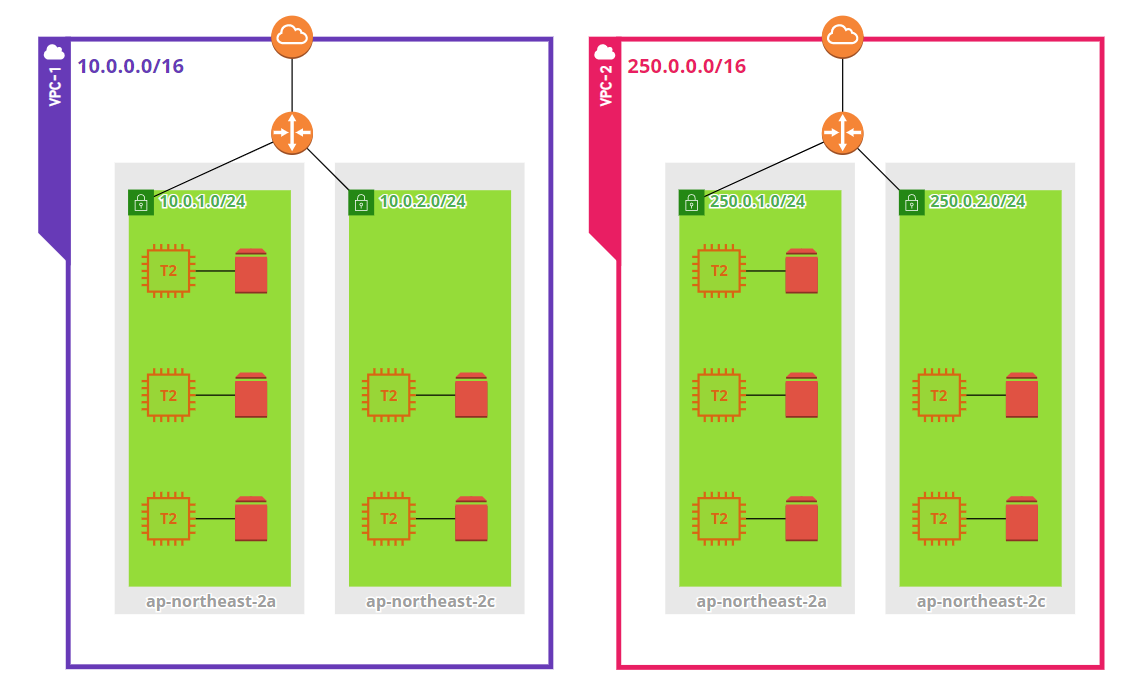 VPC-1
10.0.0.0/16
10.0.1.0/24
T2
T2
T2
ap-northeast-2a
10.0.2.0/24
T2
T2
ap-northeast-2c
VPC-2
250.0.0.0/16
250.0.1.0/24
T2
T2
T2
ap-northeast-2a
250.0.2.0/24
T2
T2
ap-northeast-2c